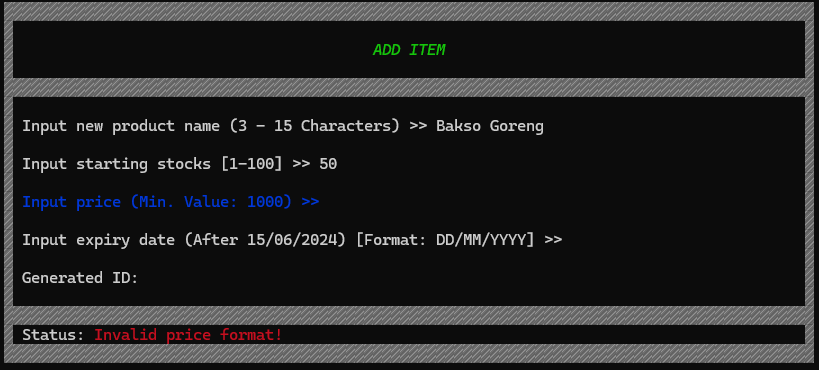 ADD ITEM
Input new product name (3 - 15 Characters) >> Bakso Goreng
Input starting stocks [1-100] >> 50
Input price (Min. Value: 1000) >>
Input expiry date (After 15/06/2024) [Format: DD/MM/YYYY] >>
Generated ID:
Status: Invalid price format!